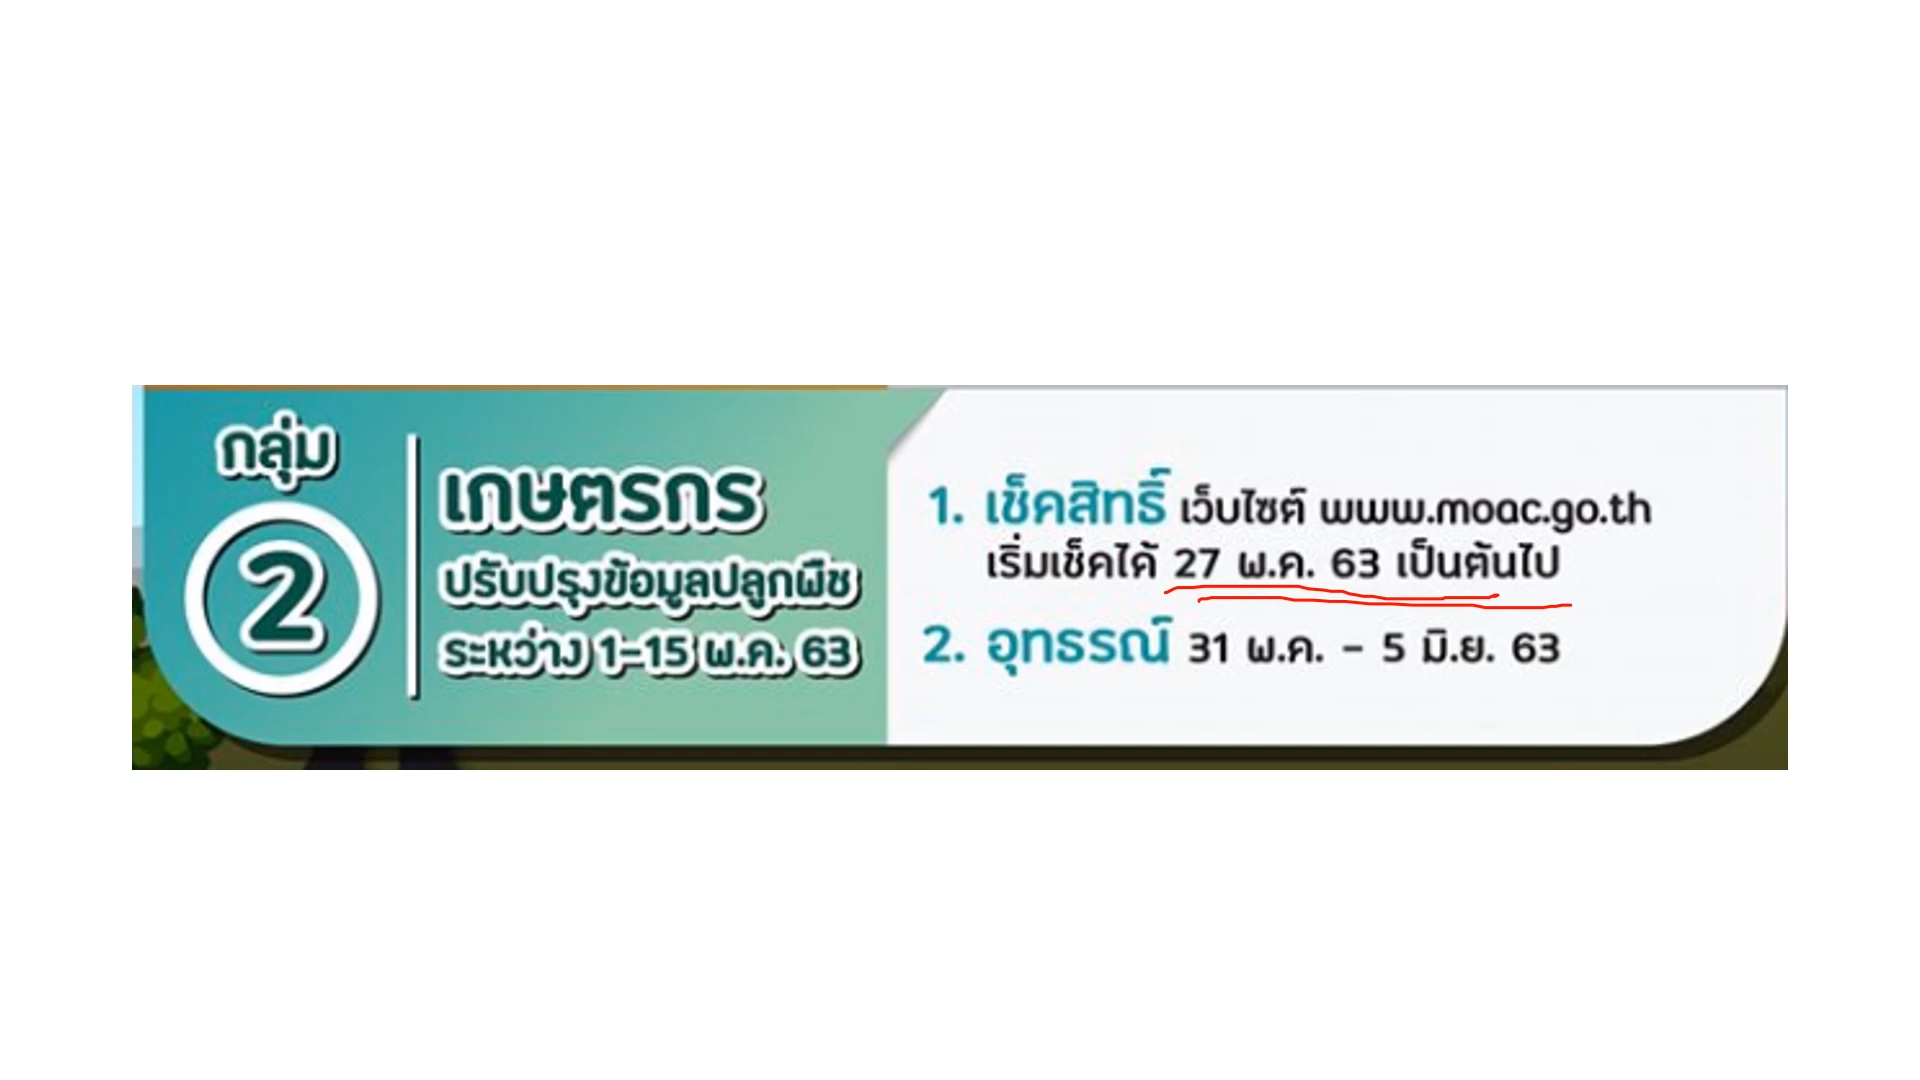 กลุ่ม
2
เกษตรกร
ปรับปรุงข้อมูลปลูกพืช
ระหว่าง 1-15 พ.ค. 63
1. เช็คสิทธิ์ เว็บไซต์ www.moac.go.th
เริ่มเช็คได้ 27 พ.ค. 63 เป็นต้นไป
2. อุทธรณ์ 31 พ.ค. - 5 มิ.ย. 63